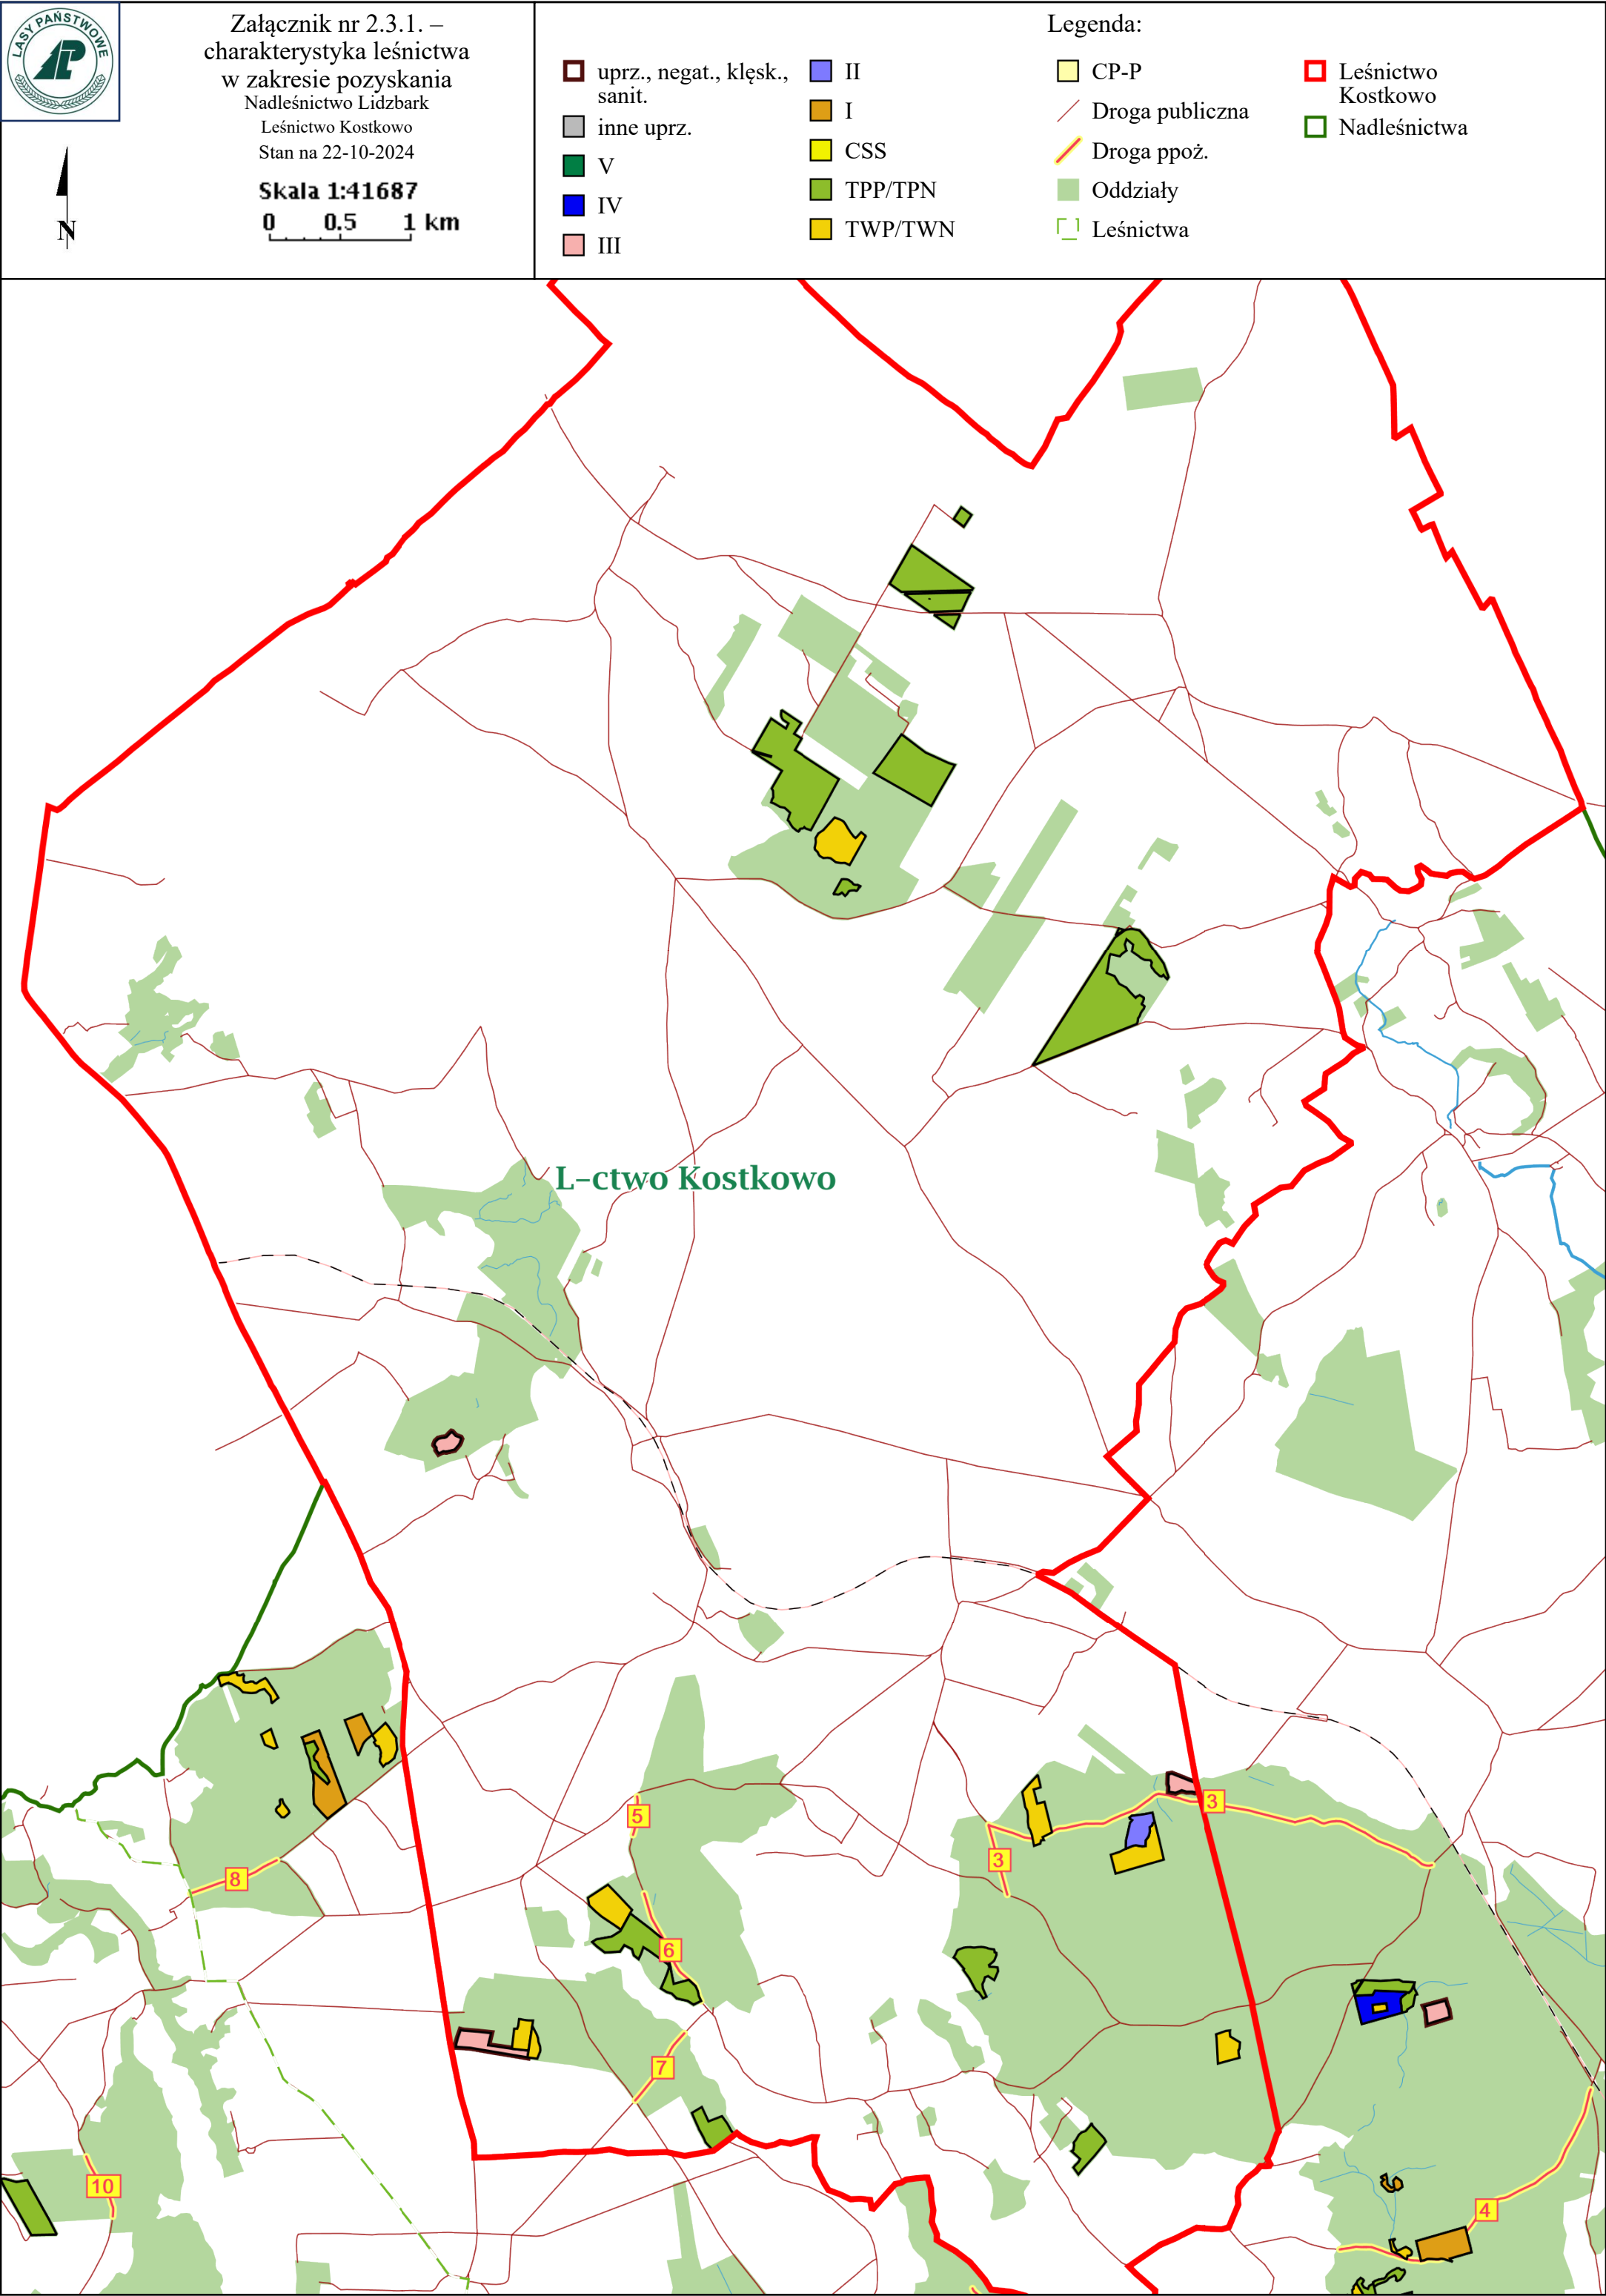 LASY PAŃSTWOWE
Załącznik nr 2.3.1. –
charakterystyka leśnictwa
w zakresie pozyskania
Nadleśnictwo Lidzbark
Leśnictwo Kostkowo
Stan na 22-10-2024
Skala 1:41687
0 0.5 1 km
N
Legenda:
uprz., negat., klęsk.,
sanit.
inne uprz.
V
IV
III
II
I
CSS
TPP/TPN
TWP/TWN
CP-P
Droga publiczna
Droga ppoż.
Oddziały
Leśnictwa
Leśnictwo
Kostkowo
Nadleśnictwa
L-ctwo Kostkowo
3
5
3
8
6
7
10
4